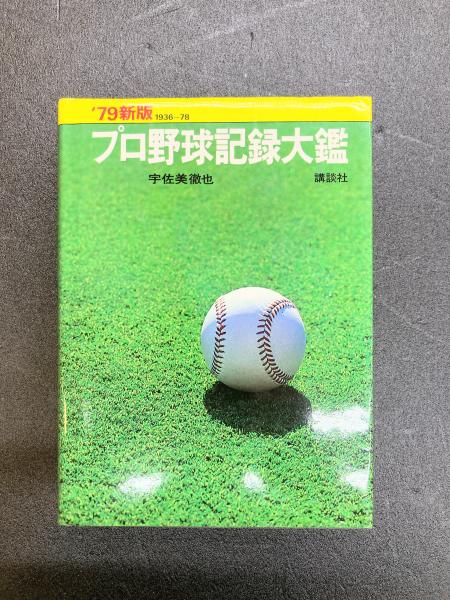 '79新版 1936-78
プロ野球記録大鑑
宇佐美徹也 講談社